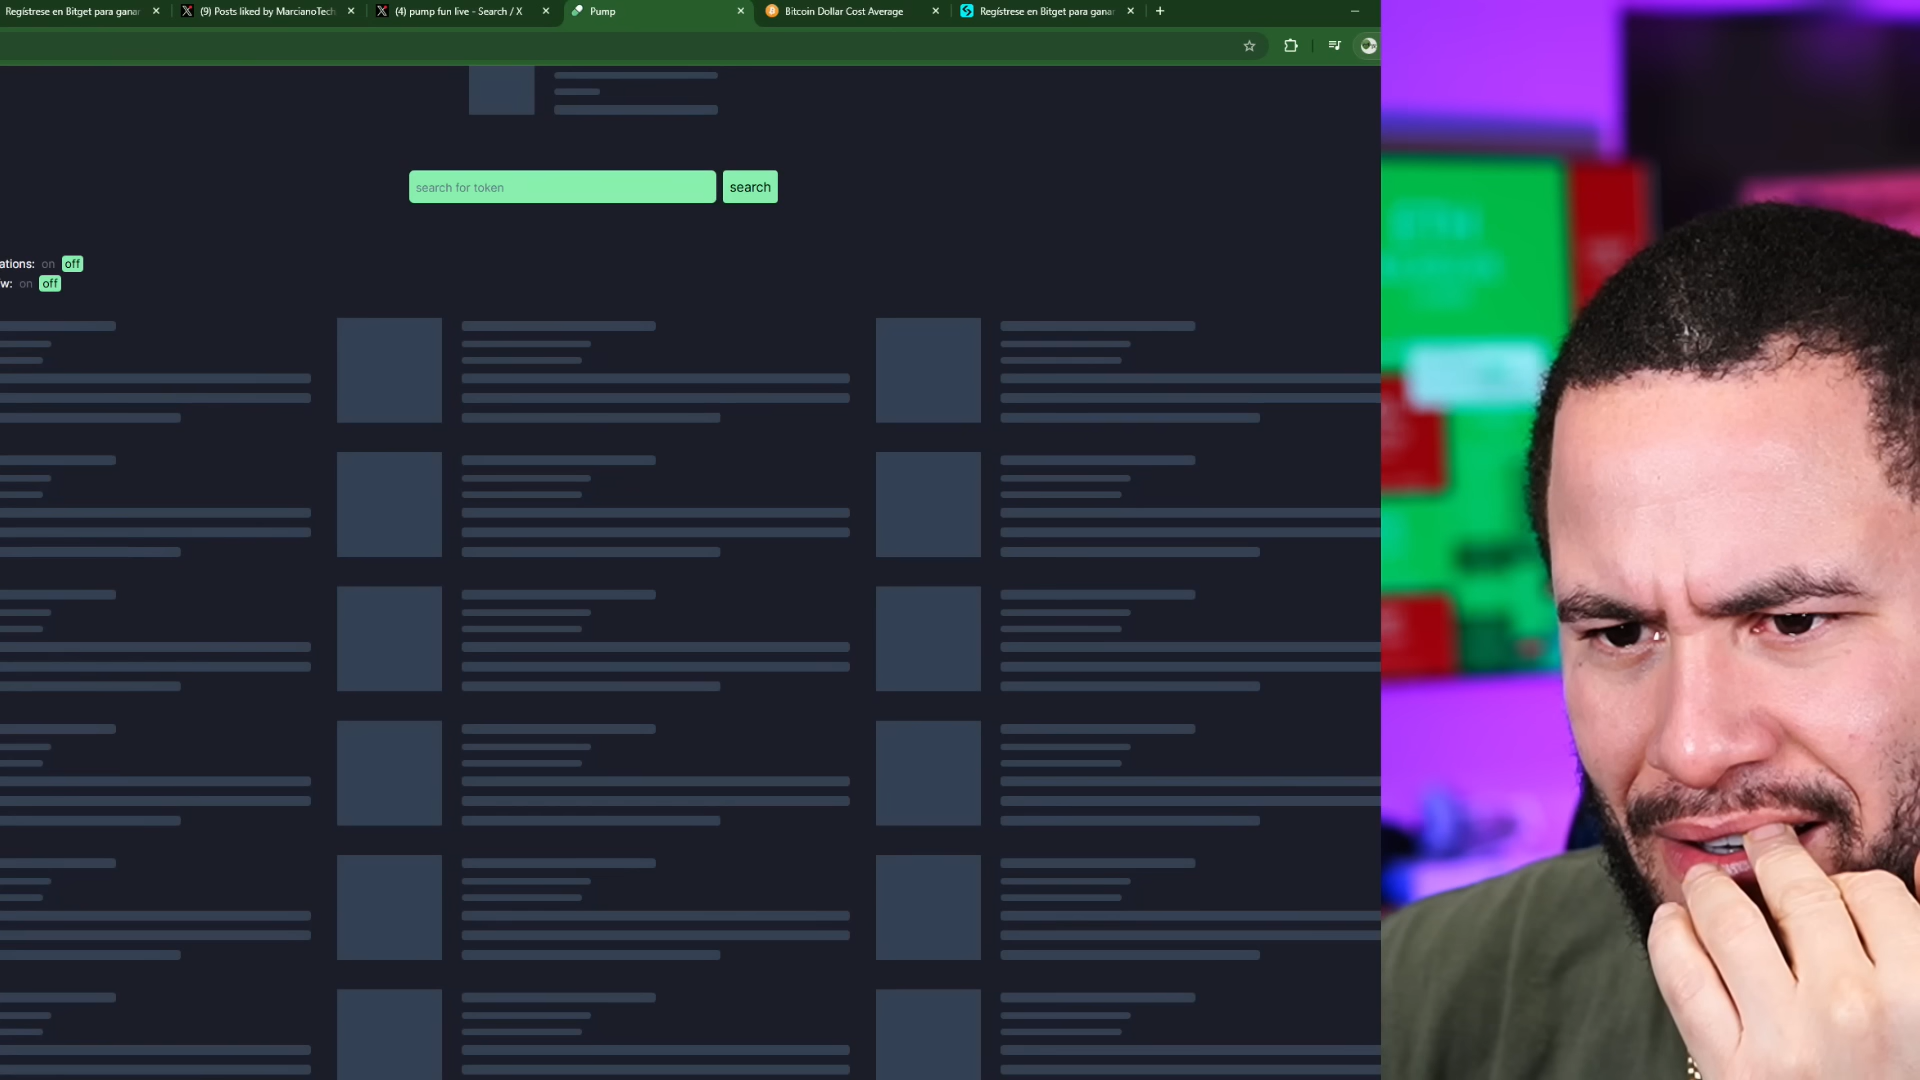 Regístrese en Bitget para ganar
(9) Posts liked by MarcianoTech
(4) pump fun live - Search / X
Pump
Bitcoin Dollar Cost Average
Regístrese en Bitget para ganar
search for token
search
ations: on off
w: on off